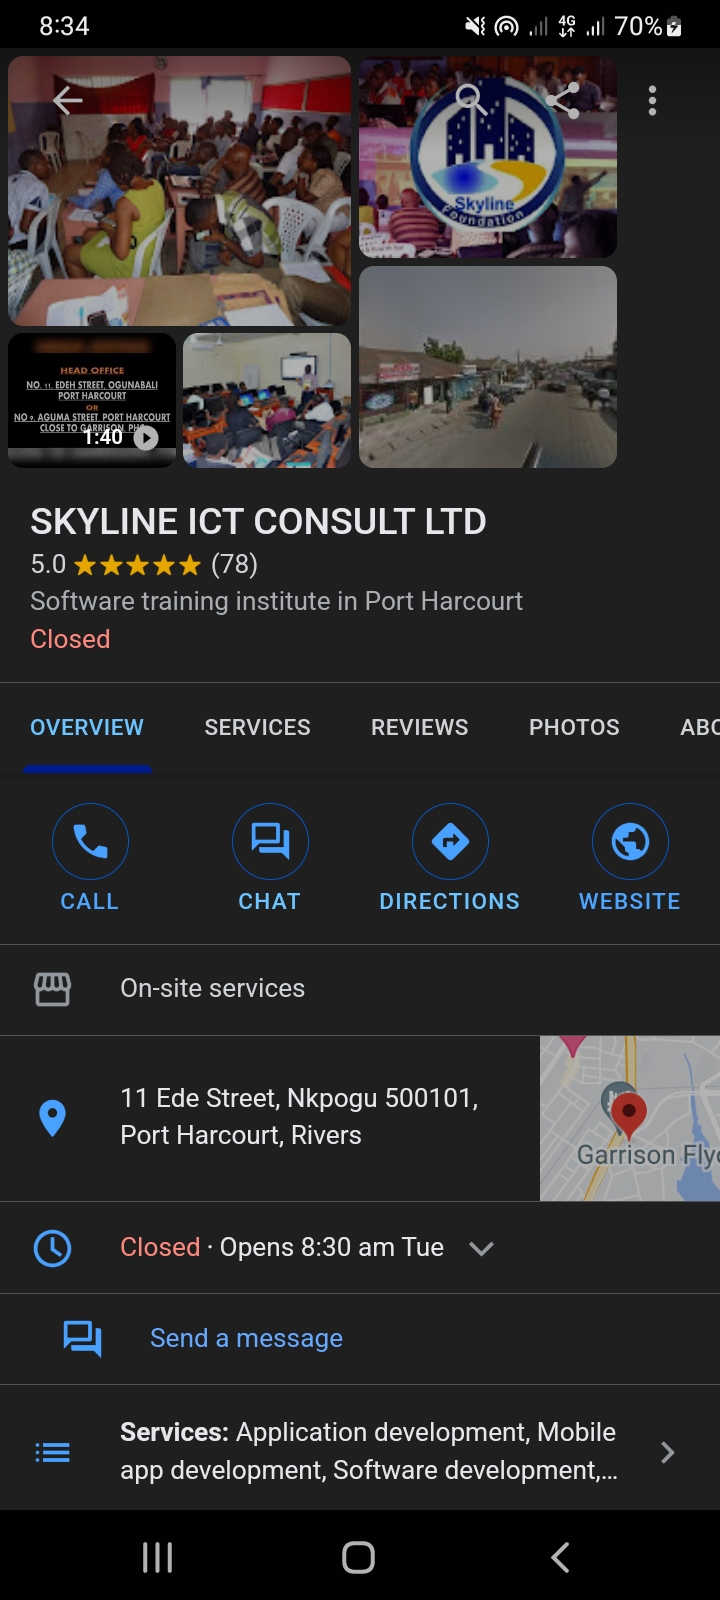 8:34
4G
70%
Skyline
Foundation
HEAD OFFICE
NO. 11, EDEH STREET, OGUNABALI
PORT HARCOURT
OR
NO 9, AGUMA STREET, PORT HARCOURT
CLOSE TO GARRISON, PHC
1:40
SKYLINE ICT CONSULT LTD
5.0 (78)
Software training institute in Port Harcourt
Closed
OVERVIEW SERVICES REVIEWS PHOTOS ABO
CALL CHAT DIRECTIONS WEBSITE
On-site services
11 Ede Street, Nkpogu 500101,
Port Harcourt, Rivers
Garrison Flyo
Closed · Opens 8:30 am Tue
Send a message
Services: Application development, Mobile
app development, Software development,...